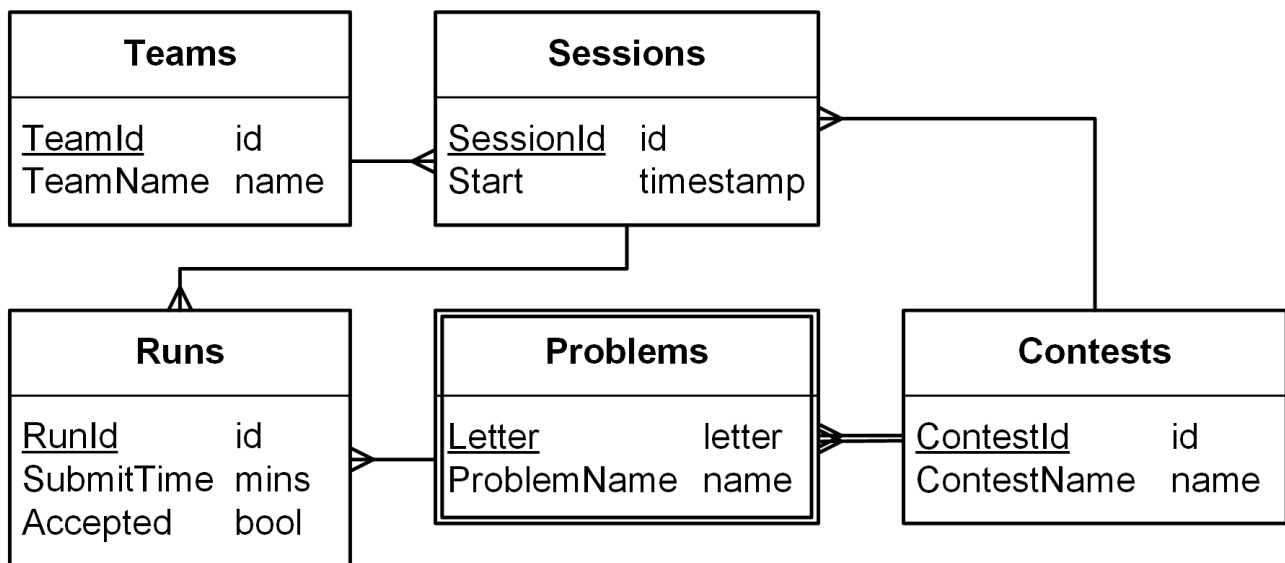 Teams
TeamId id
TeamName name
Sessions
SessionId id
Start timestamp
Runs
RunId id
SubmitTime mins
Accepted bool
Problems
Letter letter
ProblemName name
Contests
ContestId id
ContestName name